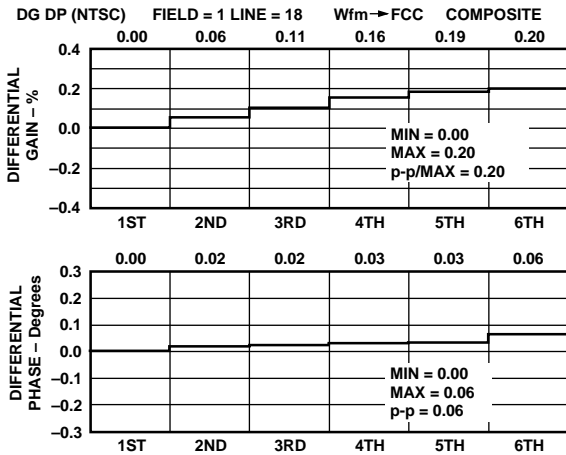 DG DP (NTSC) FIELD = 1 LINE = 18 Wfm→FCC COMPOSITE
0.00 0.06 0.11 0.16 0.19 0.20
DIFFERENTIAL
GAIN – %
0.4
0.2
0.0
–0.2
–0.4
MIN = 0.00
MAX = 0.20
p-p/MAX = 0.20
1ST 2ND 3RD 4TH 5TH 6TH
0.00 0.02 0.02 0.03 0.03 0.06
DIFFERENTIAL
PHASE – Degrees
0.3
0.2
0.1
0.0
–0.1
–0.2
–0.3
MIN = 0.00
MAX = 0.06
p-p = 0.06
1ST 2ND 3RD 4TH 5TH 6TH